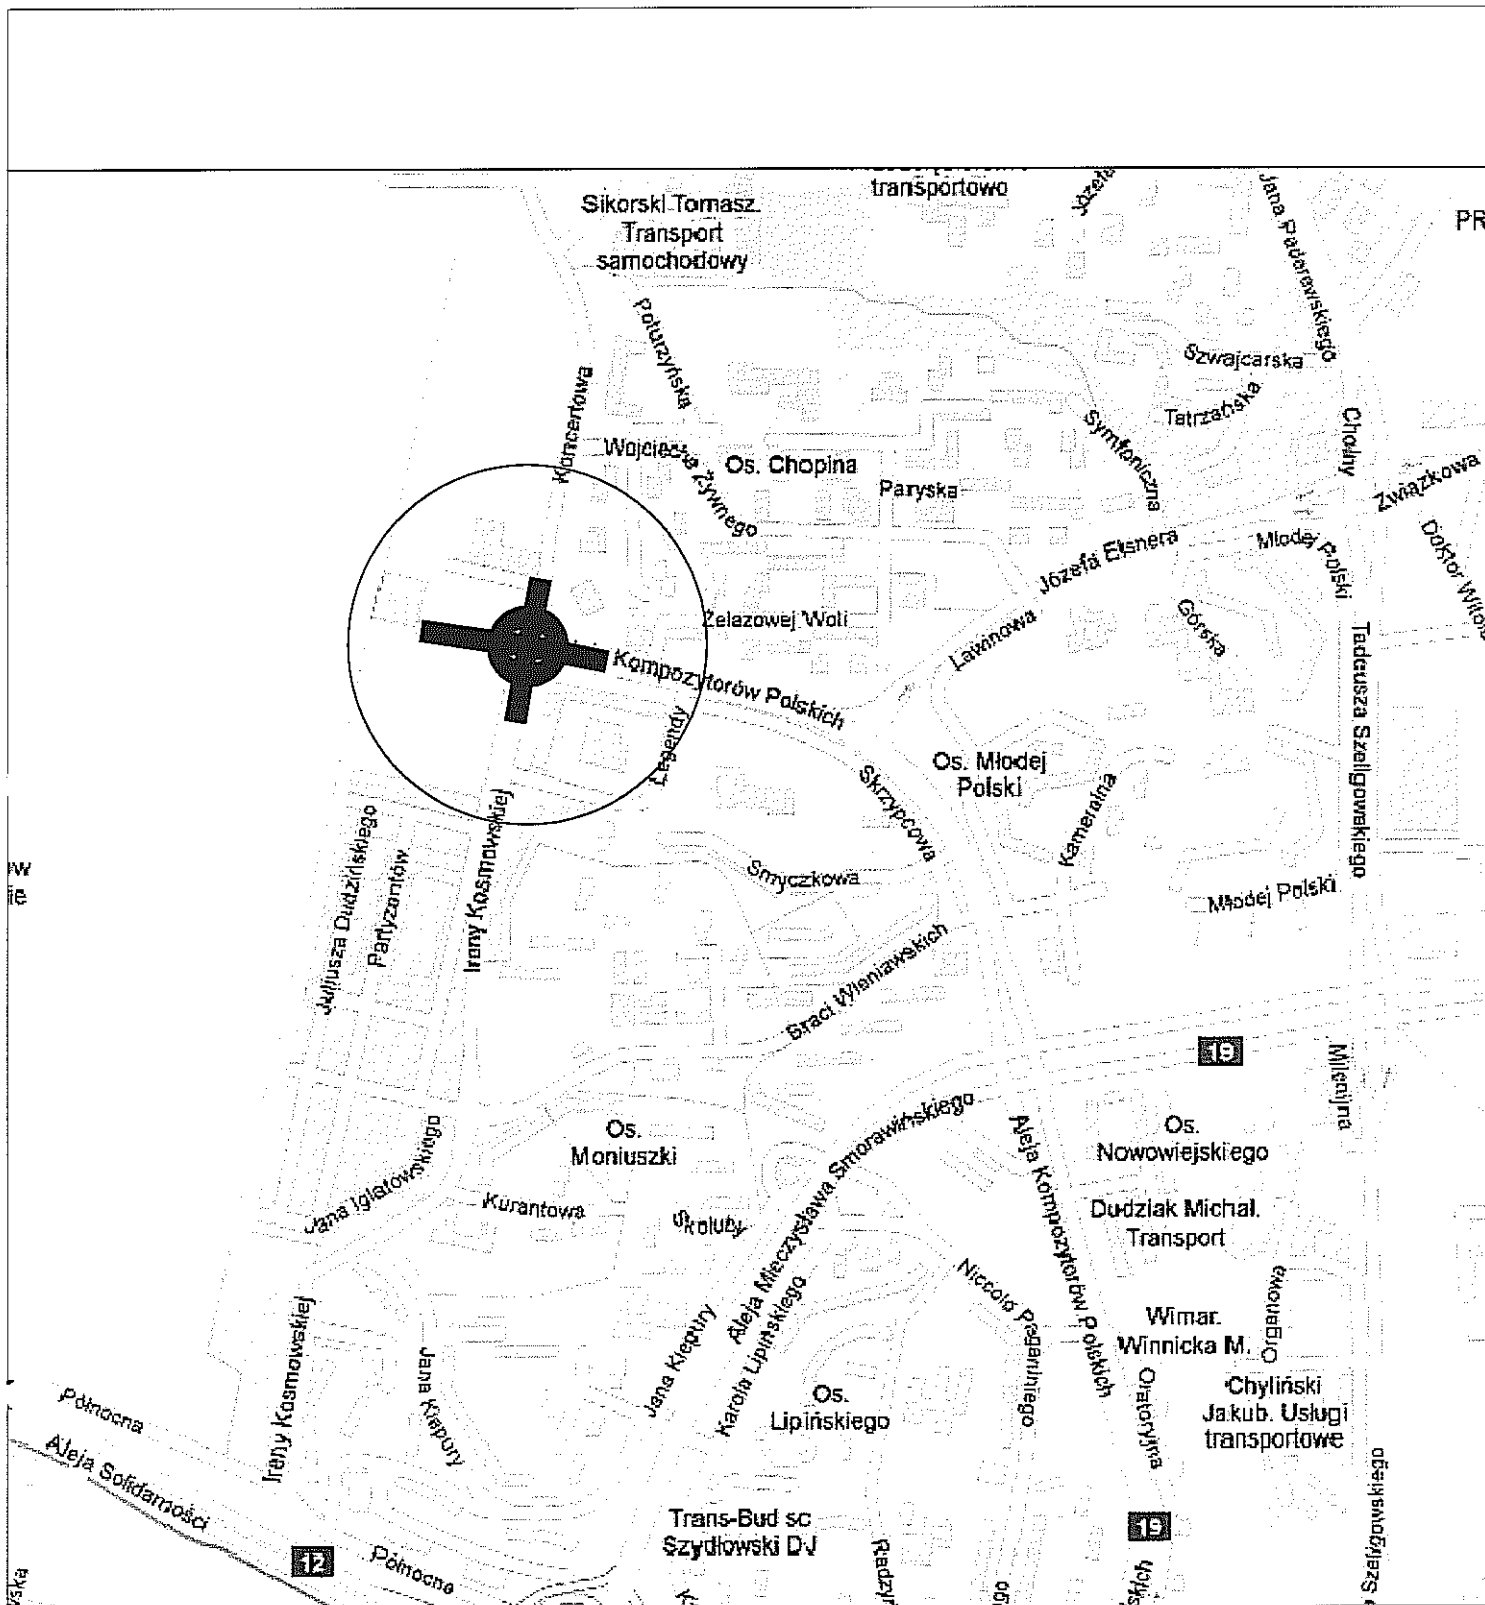 transportowo
Sikorski Tomasz.
Transport
samochodowy
Józefa
Jana Paderewskiego
PR
Poturzyńska
Szwajcarska
Koncertowa
Tatrzańska
Symfoniczna
Choiny
Wojciecha Żywnego
Os. Chopina
Paryska
Związkowa
Józefa Elsnera
Młodej Polski
Doktor Witolda
Górska
Żelazowej Woli
Lawinowa
Kompozytorów Polskich
Tadeusza Szeligowskiego
Legendy
Os. Młodej
Polski
Skrzypcowa
Kameralna
Juliusza Dudzińskiego
Partyzantów
Ireny Kosmowskiej
Smyczkowa
Młodej Polski
Braci Wieniawskich
19
Milenijna
Aleja Mieczysława Smorawińskiego
Os.
Moniuszki
Os.
Nowowiejskiego
Jana Iglatowskiego
Kurantowa
Skoluby
Aleja Kompozytorów Polskich
Dudziak Michał.
Transport
Niccolo Paganiniego
Organowa
Ireny Kosmowskiej
Jana Kiepury
Jana Kiepury
Karola Lipińskiego
Wimar.
Winnicka M.
Os.
Lipińskiego
Oratoryjna
Chyliński
Jakub. Usługi
transportowe
Północna
Aleja Solidarności
12
Północna
Trans-Bud sc
Szydłowski DJ
19
Szeligowskiego